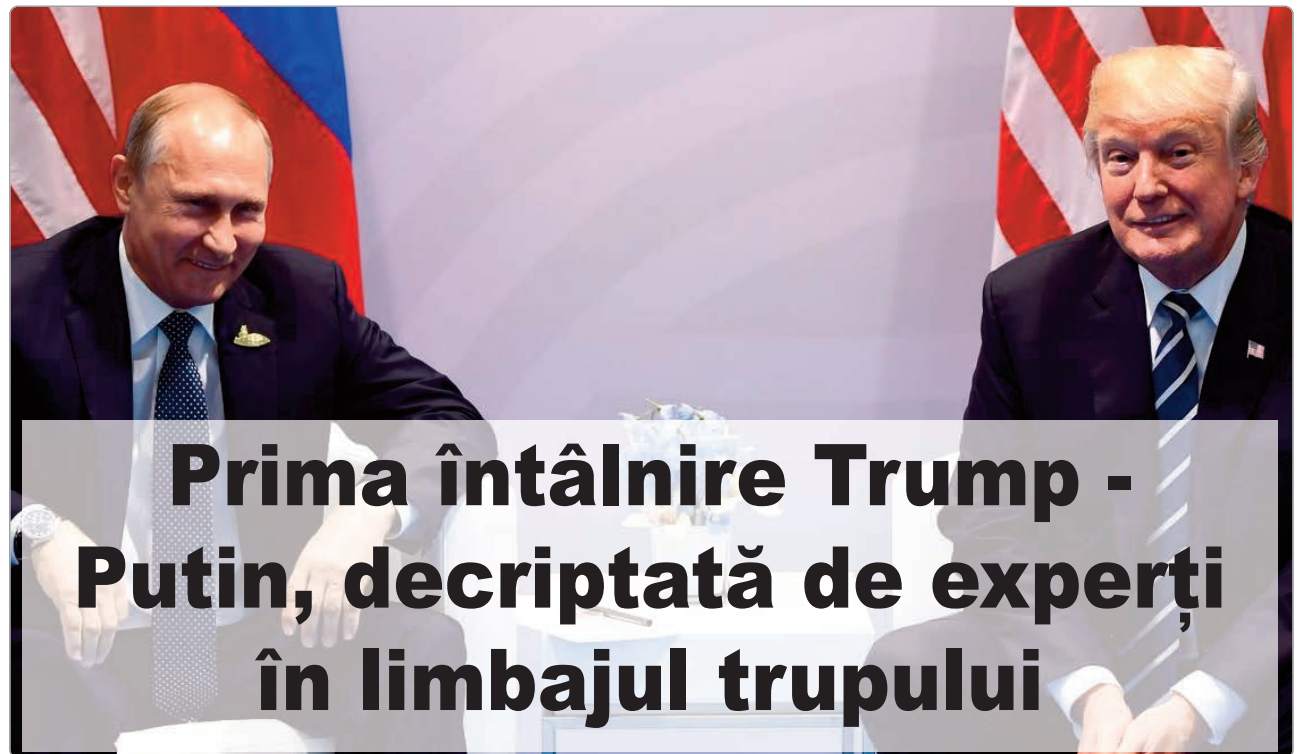 Prima întâlnire Trump -
Putin, decriptată de experți
în limbajul trupului